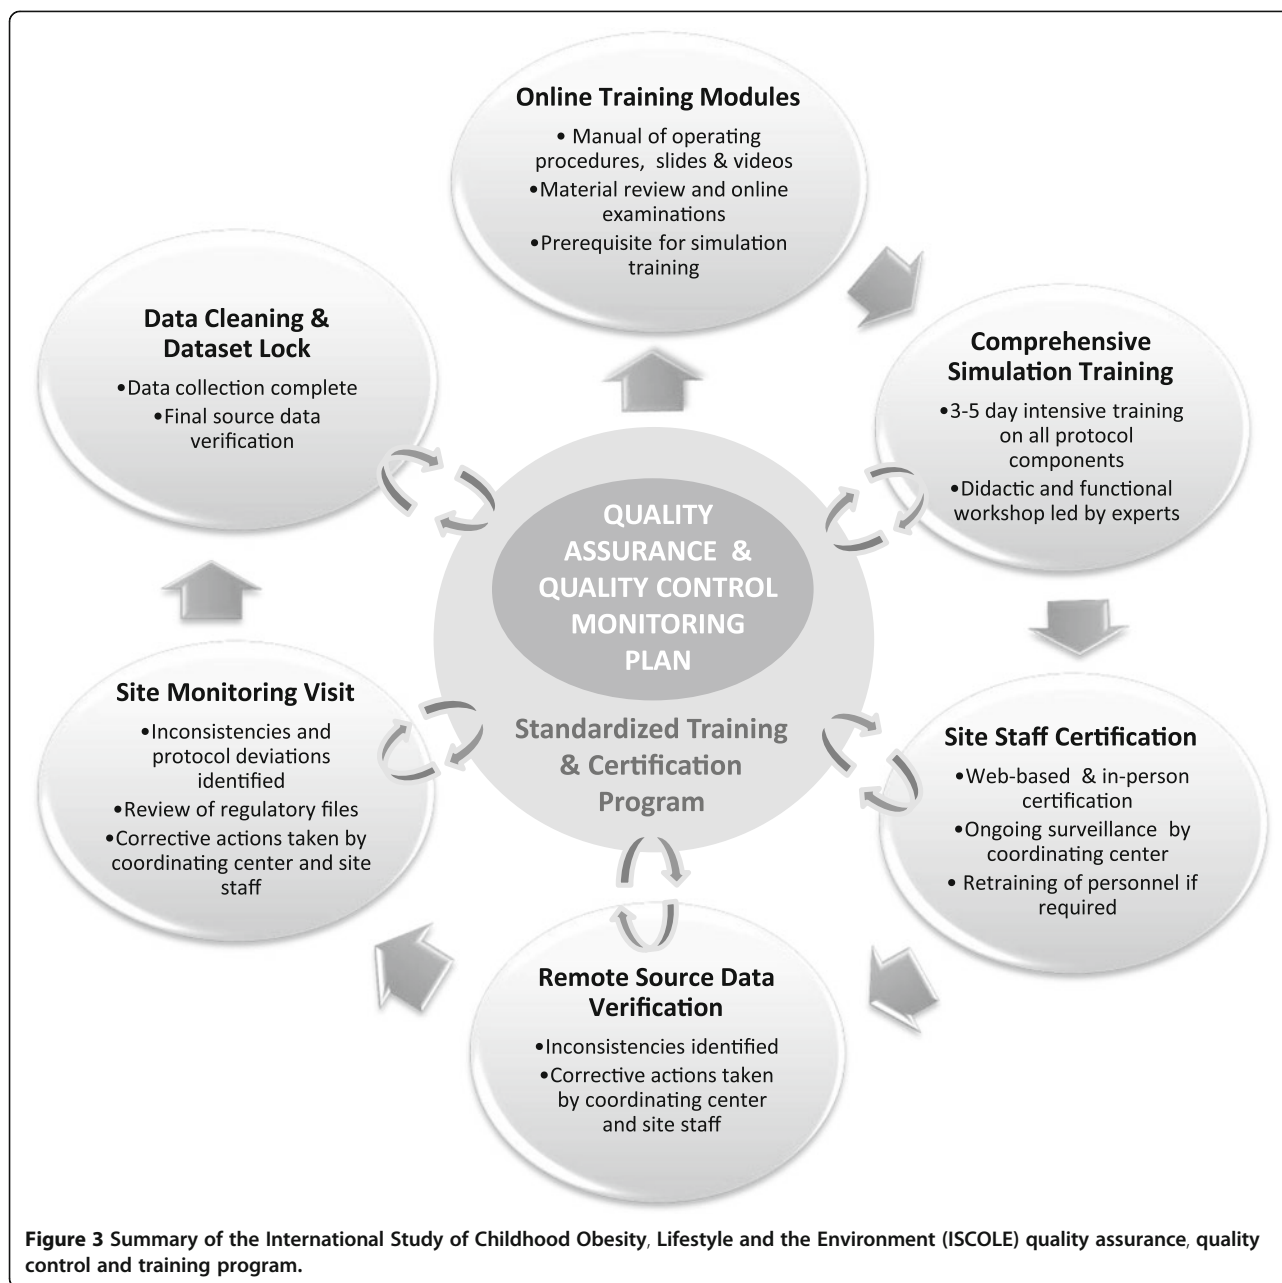 Online Training Modules
• Manual of operating
procedures, slides & videos
•Material review and online
examinations
•Prerequisite for simulation
training
Comprehensive
Simulation Training
•3-5 day intensive training
on all protocol
components
•Didactic and functional
workshop led by experts
Site Staff Certification
•Web-based & in-person
certification
•Ongoing surveillance by
coordinating center
• Retraining of personnel if
required
Remote Source Data
Verification
•Inconsistencies identified
•Corrective actions taken
by coordinating center
and site staff
Site Monitoring Visit
•Inconsistencies and
protocol deviations
identified
•Review of regulatory files
•Corrective actions taken by
coordinating center and site
staff
Data Cleaning &
Dataset Lock
•Data collection complete
•Final source data
verification
QUALITY
ASSURANCE &
QUALITY CONTROL
MONITORING
PLAN
Standardized Training
& Certification
Program
Figure 3 Summary of the International Study of Childhood Obesity, Lifestyle and the Environment (ISCOLE) quality assurance, quality
control and training program.